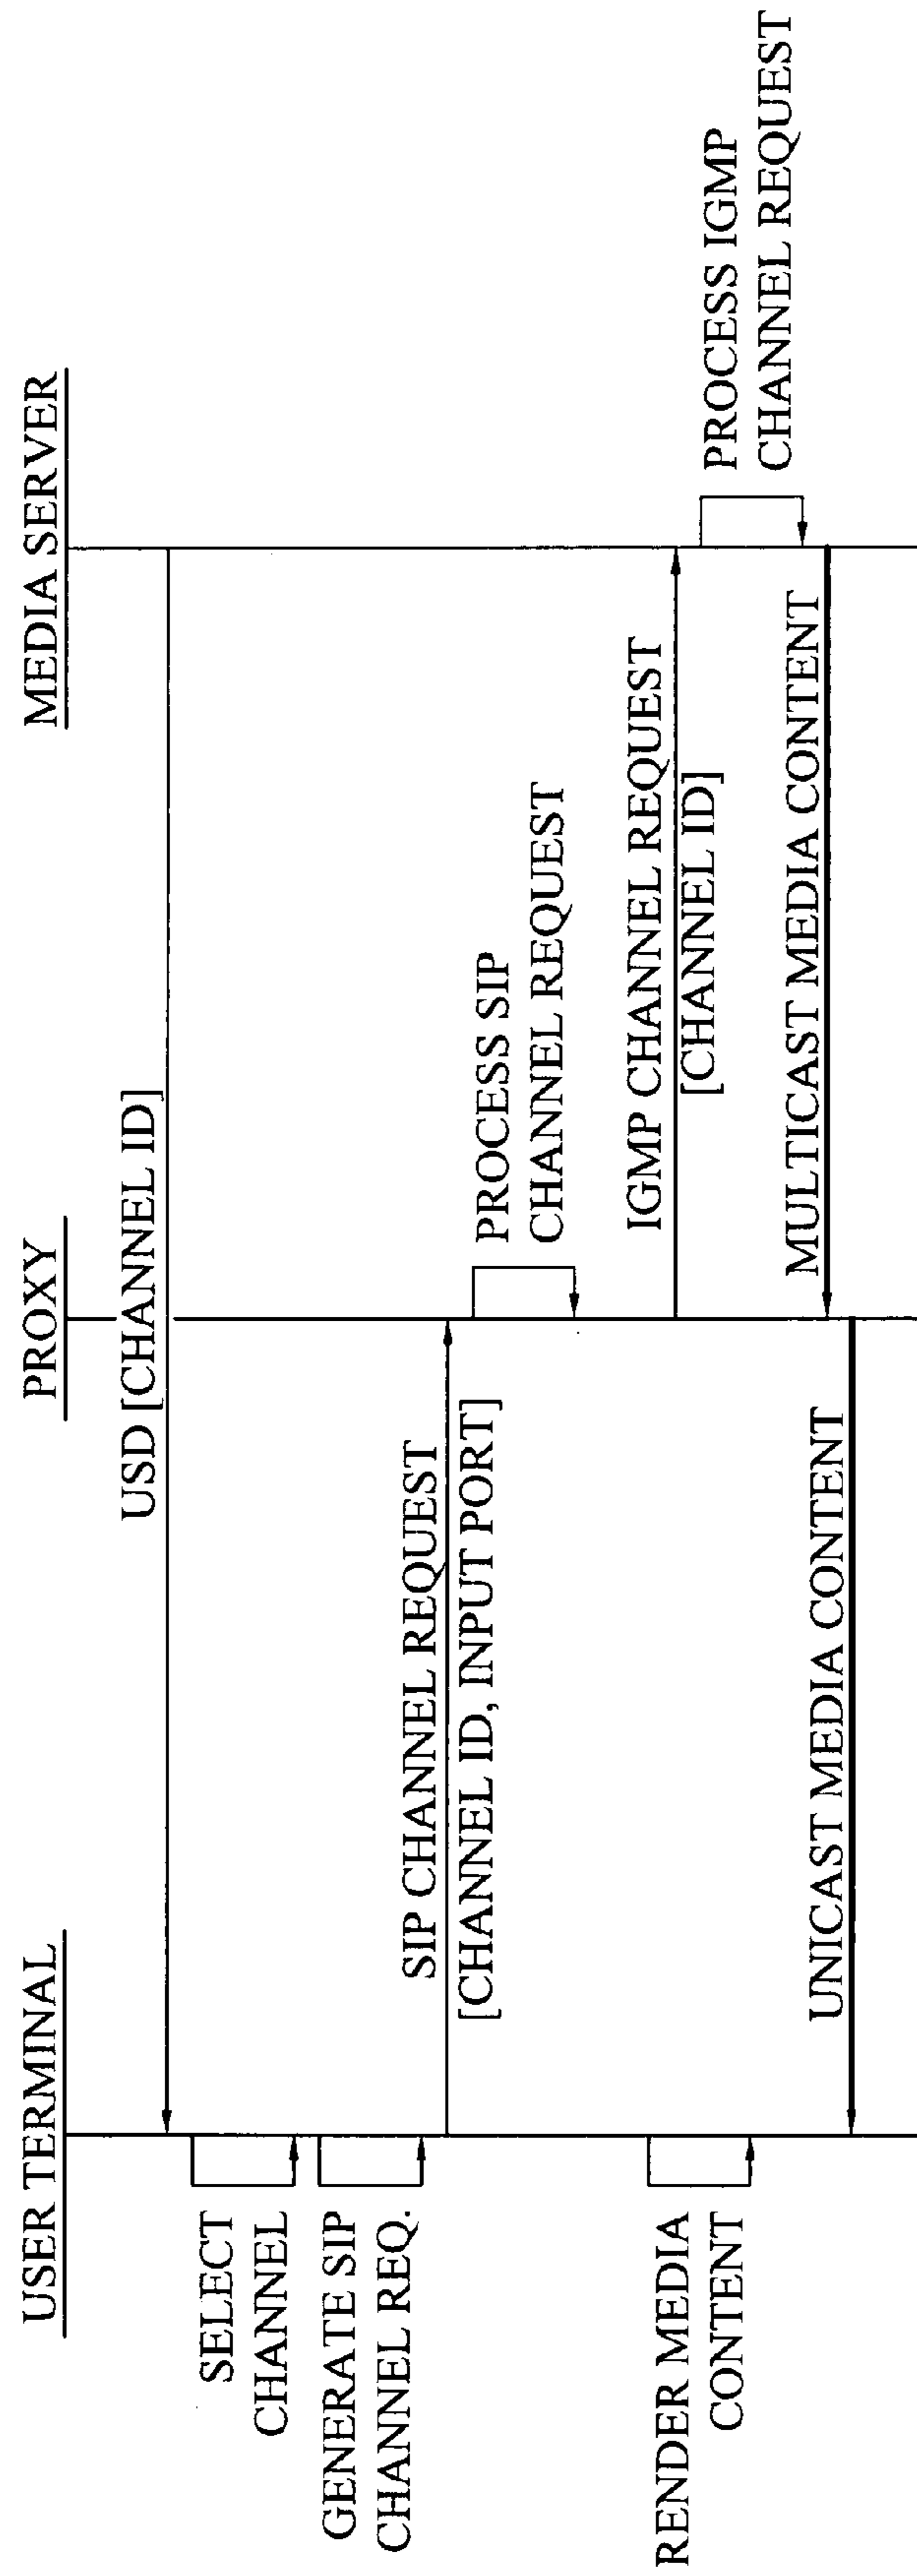 USER TERMINAL
PROXY
MEDIA SERVER
USD [CHANNEL ID]
SELECT
CHANNEL
GENERATE SIP
CHANNEL REQ.
SIP CHANNEL REQUEST
[CHANNEL ID, INPUT PORT]
PROCESS SIP
CHANNEL REQUEST
IGMP CHANNEL REQUEST
[CHANNEL ID]
PROCESS IGMP
CHANNEL REQUEST
RENDER MEDIA
CONTENT
MULTICAST MEDIA CONTENT
UNICAST MEDIA CONTENT